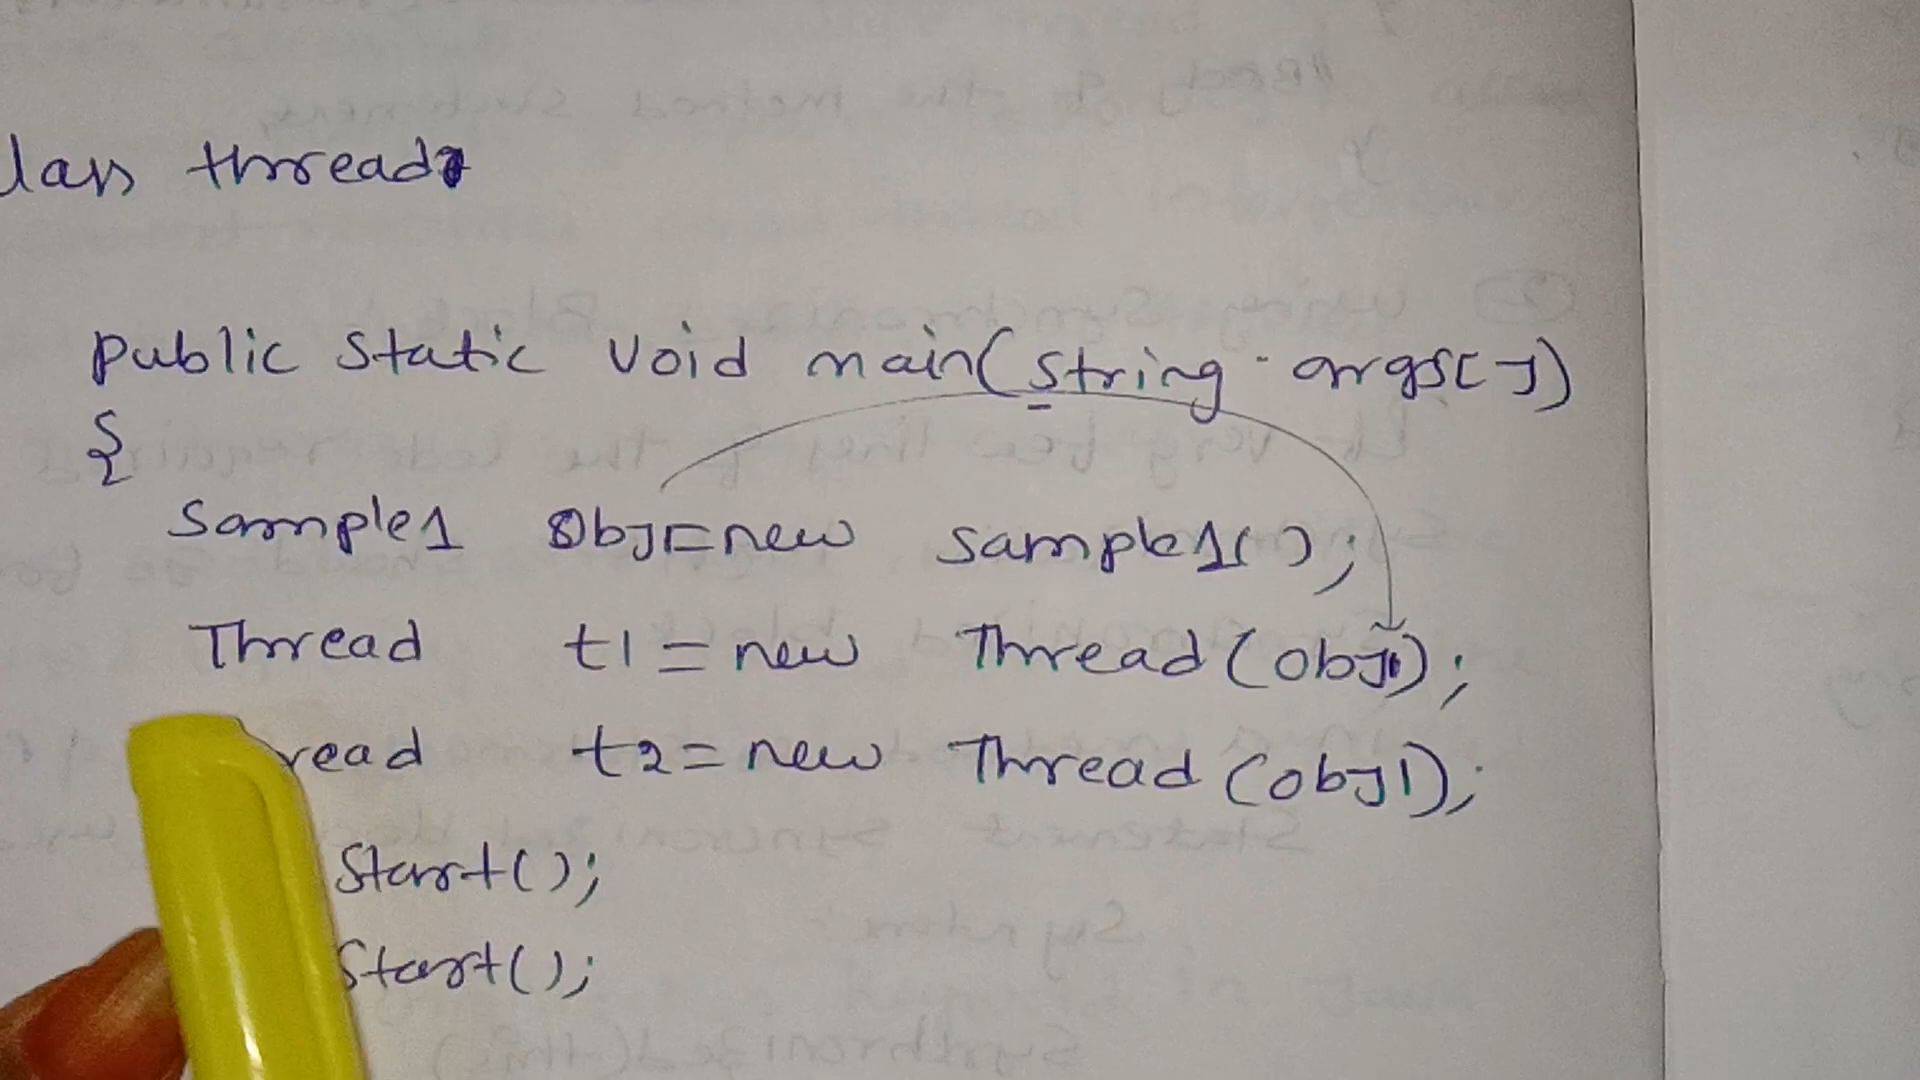 lass thread
public static void main(string args[])
{
Sample1 Obj=new sample1();
Thread t1=new Thread(obj1);
read t2=new Thread(obj1);
Start();
Start();